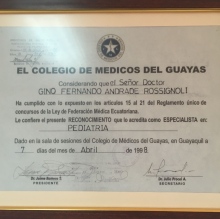 EL COLEGIO DE MEDICOS DEL GUAYAS
Considerando que el Señor Doctor
GINO FERNANDO ANDRADE ROSSIGNOLI
Ha cumplido con lo expuesto en los artículos 15 al 21 del Reglamento único de
concursos de la Ley de Federación Médica Ecuatoriana,
Le confiere el presente RECONOCIMIENTO que lo acredita como ESPECIALISTA en:
PEDIATRIA
Dado en la sala de sesiones del Colegio de Médicos del Guayas, en Guayaquil a
7 días del mes de Abril de 1998
PRESIDENTE
SECRETARIO